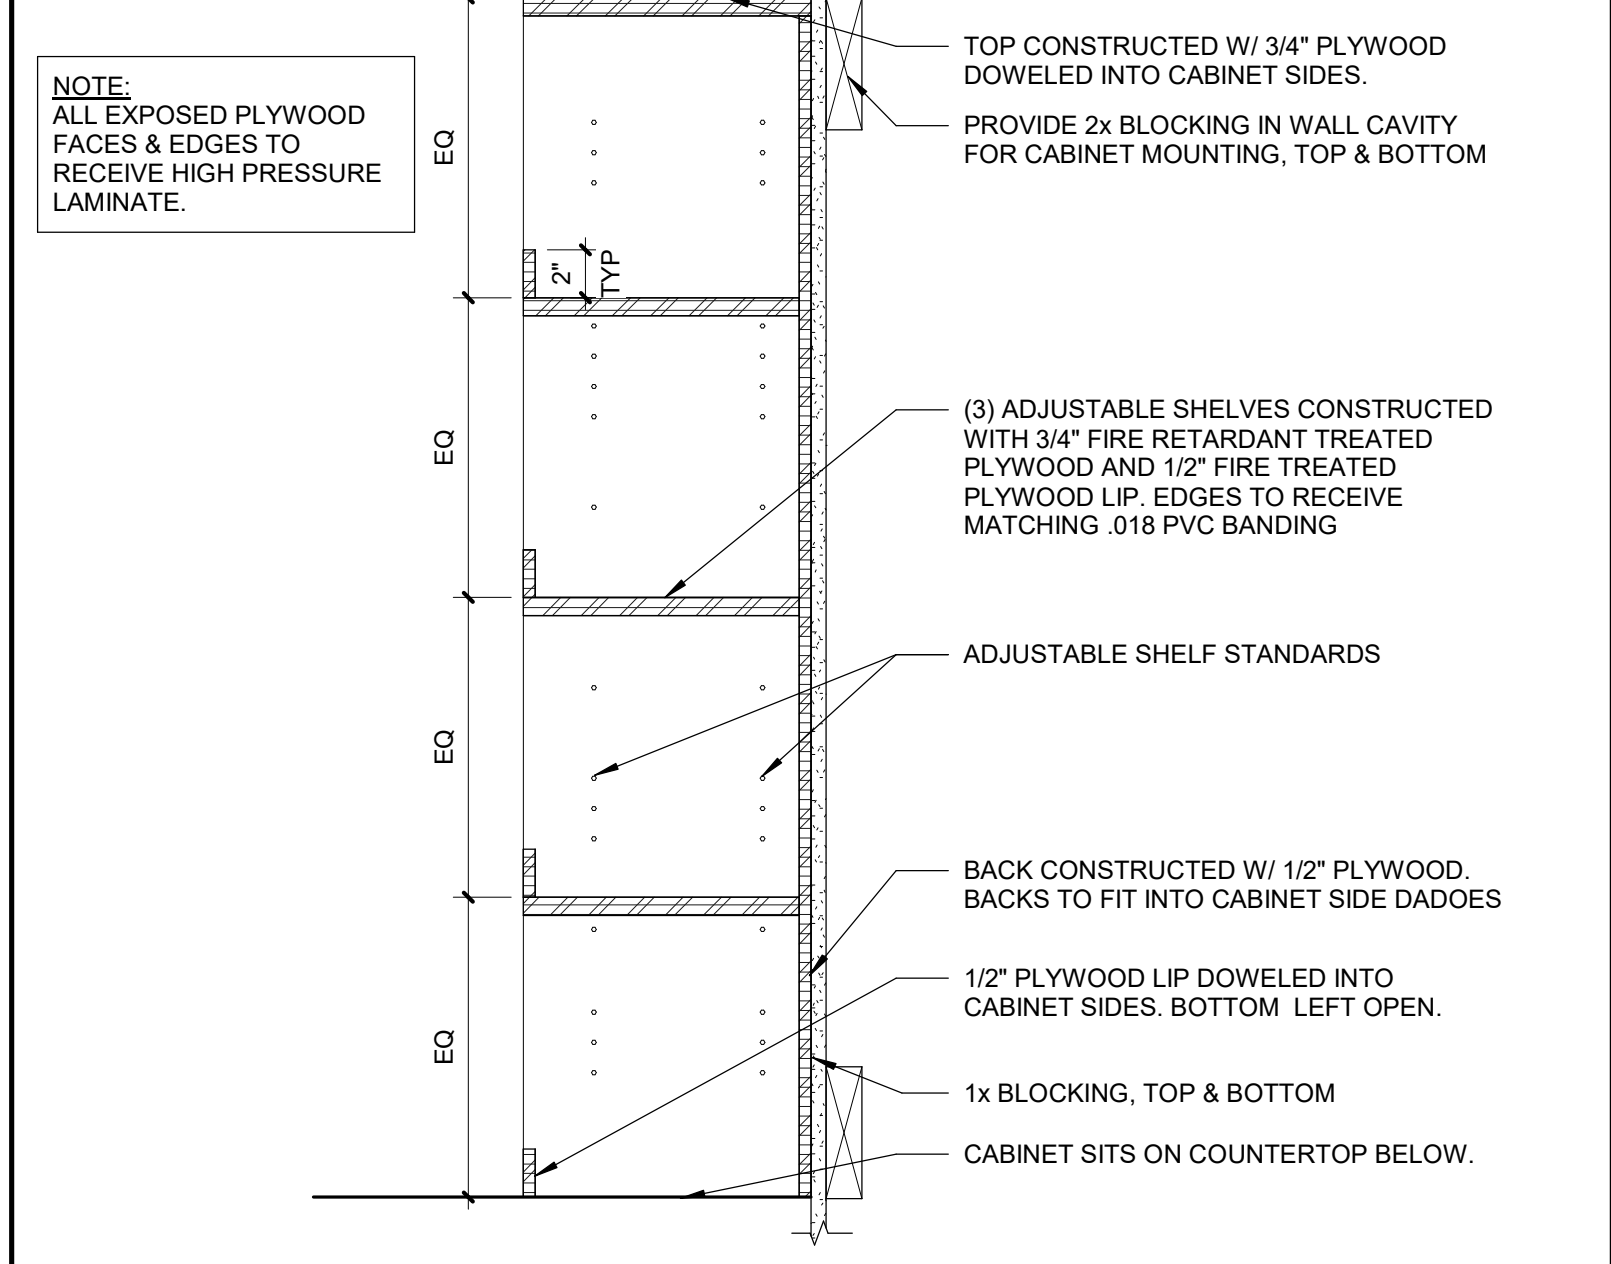 NOTE:
ALL EXPOSED PLYWOOD
FACES & EDGES TO
RECEIVE HIGH PRESSURE
LAMINATE.
EQ
2"
TYP
EQ
EQ
EQ
TOP CONSTRUCTED W/ 3/4" PLYWOOD
DOWELED INTO CABINET SIDES.
PROVIDE 2x BLOCKING IN WALL CAVITY
FOR CABINET MOUNTING, TOP & BOTTOM
(3) ADJUSTABLE SHELVES CONSTRUCTED
WITH 3/4" FIRE RETARDANT TREATED
PLYWOOD AND 1/2" FIRE TREATED
PLYWOOD LIP. EDGES TO RECEIVE
MATCHING .018 PVC BANDING
ADJUSTABLE SHELF STANDARDS
BACK CONSTRUCTED W/ 1/2" PLYWOOD.
BACKS TO FIT INTO CABINET SIDE DADOES
1/2" PLYWOOD LIP DOWELED INTO
CABINET SIDES. BOTTOM  LEFT OPEN.
1x BLOCKING, TOP & BOTTOM
CABINET SITS ON COUNTERTOP BELOW.